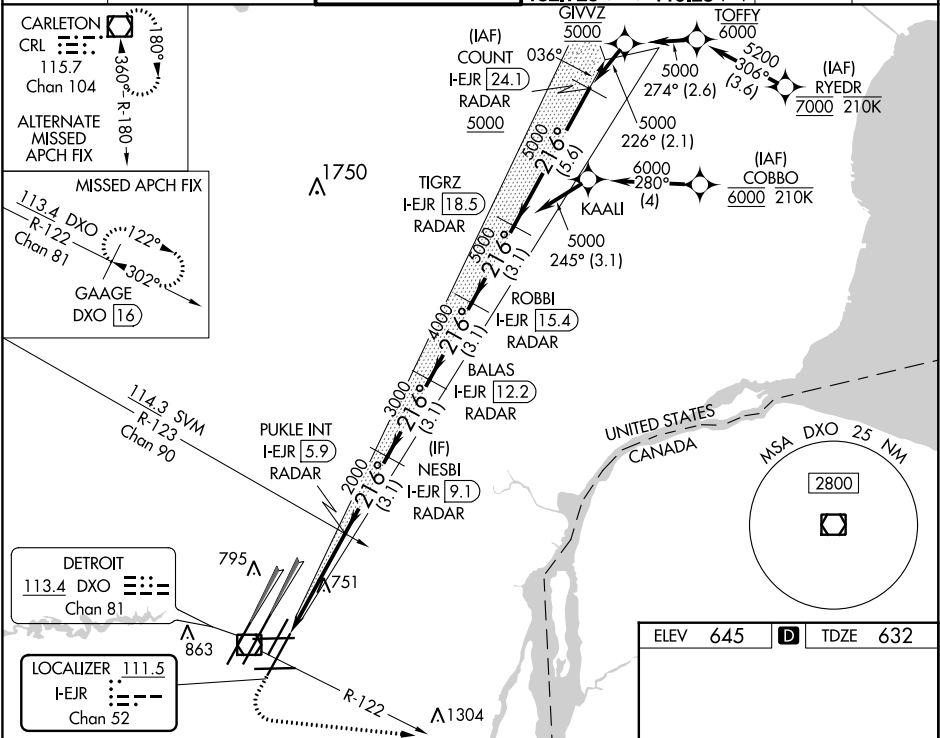 CARLETON
CRL
115.7
Chan 104
180°
360°
R-180
ALTERNATE
MISSED
APCH FIX
MISSED APCH FIX
113.4 DXO
R-122
Chan 81
122°
302°
GAAGE
DXO 16
1750
(IAF)
COUNT
I-EJR 24.1
RADAR
5000
GIVVZ
5000
036°
TOFFY
6000
5200
306°
(3.6)
(IAF)
RYEDR
7000 210K
5000
274° (2.6)
5000
226° (2.1)
5000
216°
(5.6)
6000
280°
(4)
(IAF)
COBBO
6000 210K
KAALI
5000
245° (3.1)
TIGRZ
I-EJR 18.5
RADAR
5000
216°
(3.1)
ROBBI
I-EJR 15.4
RADAR
4000
216°
(3.1)
BALAS
I-EJR 12.2
RADAR
3000
216°
(3.1)
(IF)
NESBI
I-EJR 9.1
RADAR
2000
216°
(3.1)
PUKLE INT
I-EJR 5.9
RADAR
114.3 SVM
R-123
Chan 90
UNITED STATES
CANADA
MSA DXO 25 NM
2800
795
751
863
DETROIT
113.4 DXO
Chan 81
LOCALIZER 111.5
I-EJR
Chan 52
R-122
1304
ELEV 645 D TDZE 632